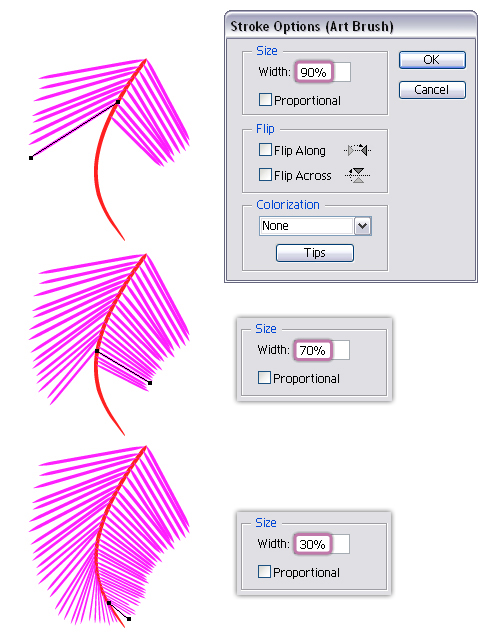 Stroke Options (Art Brush)
Size
Width: 90%
Proportional
OK
Cancel
Flip
Flip Along
Flip Across
Colorization
None
Tips
Size
Width: 70%
Proportional
Size
Width: 30%
Proportional